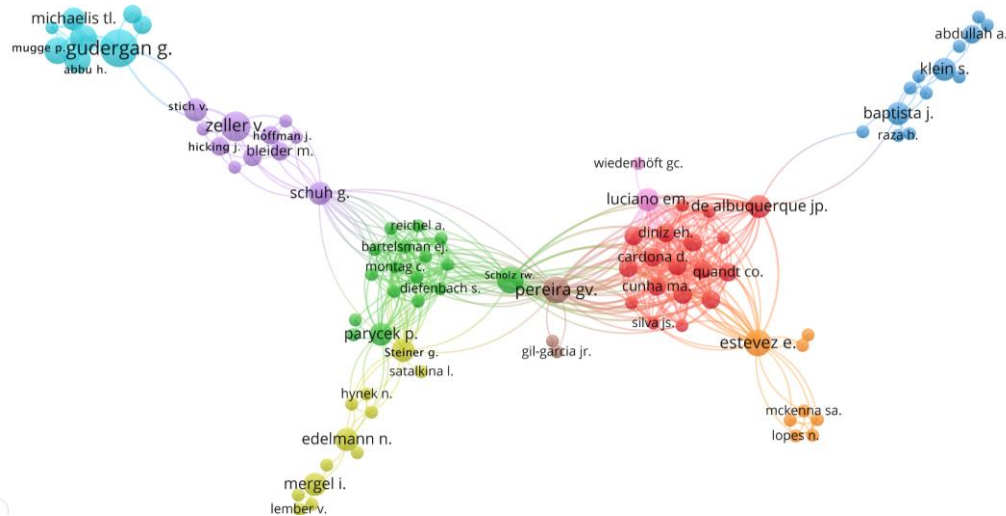 michaelis tl.
mugge p.
gudergan g.
abbu h.
stich v.
zeller v.
hoffman j.
hicking j.
bleider m.
schuh g.
abdullah a.
klein s.
baptista j.
raza h.
wiedenhöft gc.
luciano em.
de albuquerque jp.
diniz eh.
cardona d.
quandt co.
cunha ma.
silva js.
reichel a.
bartelsman ej.
montag c.
diefenbach s.
Scholz rw.
pereira gv.
parycek p.
Steiner g.
satalkina l.
gil-garcia jr.
estevez e.
hynek n.
edelmann n.
mergel i.
lember v.
mckenna sa.
lopes n.